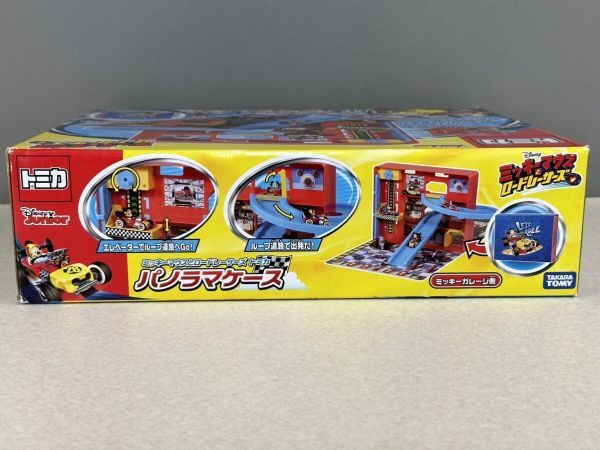 トミカ
Disney JUNIOR
エレベーターでループ道路へGo!
ループ道路で出発だ!
Disney
ミッキーマウスと
ロードレーサーズ
ミッキーマウスとロードレーサーズ トミカ
パノラマケース
ミッキーガレージ側
LET'S
TAKARA
TOMY